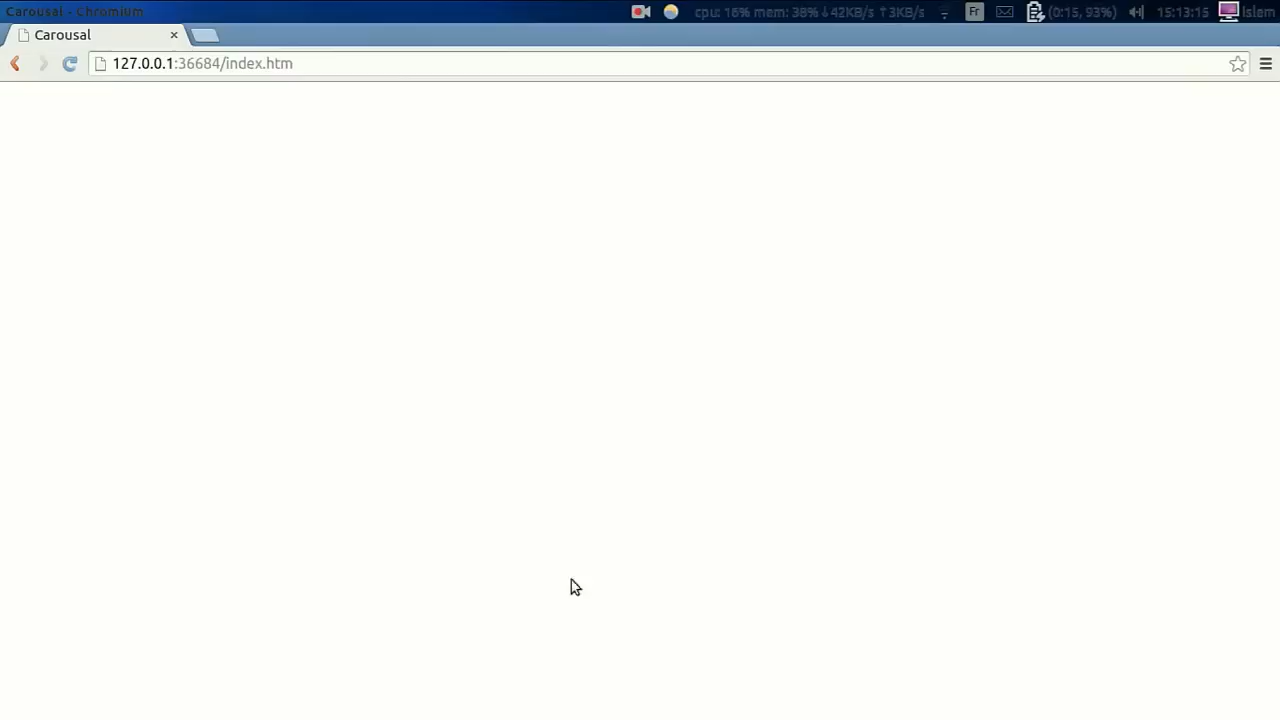 Carousal - Chromium
cpu: 16% mem: 38%↓42KB/s ↑3KB/s
Fr
(0:15, 93%)
15:13:15
Islem
Carousal
127.0.0.1:36684/index.htm